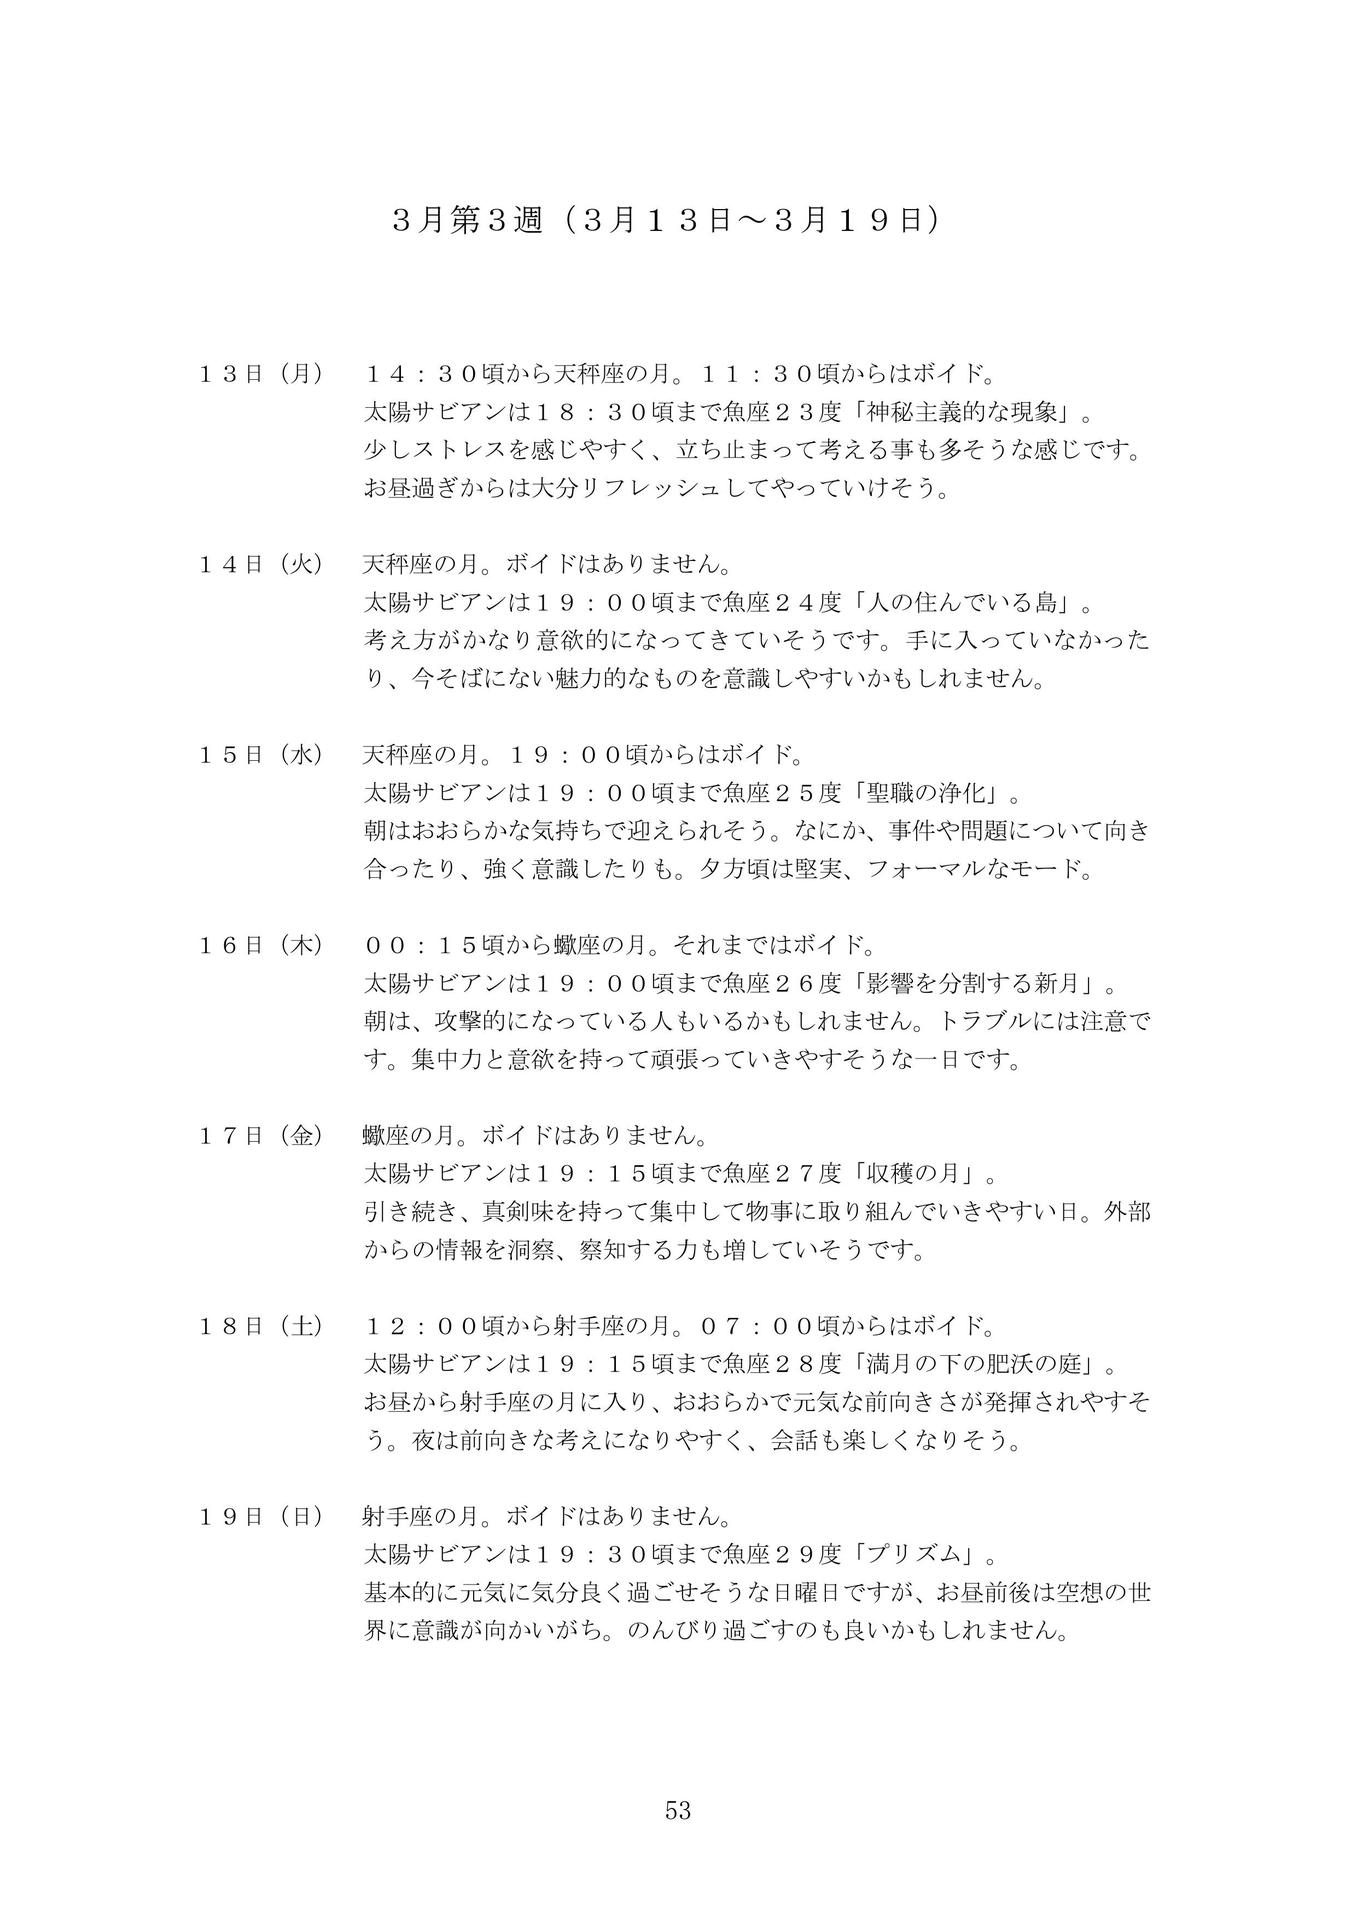 ３月第３週（３月１３日～３月１９日）
１３日（月）　１４：３０頃から天秤座の月。１１：３０頃からはボイド。
太陽サビアンは１８：３０頃まで魚座２３度「神秘主義的な現象」。
少しストレスを感じやすく、立ち止まって考える事も多そうな感じです。
お昼過ぎからは大分リフレッシュしてやっていけそう。
１４日（火）　天秤座の月。ボイドはありません。
太陽サビアンは１９：００頃まで魚座２４度「人の住んでいる島」。
考え方がかなり意欲的になってきていそうです。手に入っていなかった
り、今そばにない魅力的なものを意識しやすいかもしれません。
１５日（水）　天秤座の月。１９：００頃からはボイド。
太陽サビアンは１９：００頃まで魚座２５度「聖職の浄化」。
朝はおおらかな気持ちで迎えられそう。なにか、事件や問題について向き
合ったり、強く意識したりも。夕方頃は堅実、フォーマルなモード。
１６日（木）　００：１５頃から蠍座の月。それまではボイド。
太陽サビアンは１９：００頃まで魚座２６度「影響を分割する新月」。
朝は、攻撃的になっている人もいるかもしれません。トラブルには注意で
す。集中力と意欲を持って頑張っていきやすそうな一日です。
１７日（金）　蠍座の月。ボイドはありません。
太陽サビアンは１９：１５頃まで魚座２７度「収穫の月」。
引き続き、真剣味を持って集中して物事に取り組んでいきやすい日。外部
からの情報を洞察、察知する力も増していそうです。
１８日（土）　１２：００頃から射手座の月。０７：００頃からはボイド。
太陽サビアンは１９：１５頃まで魚座２８度「満月の下の肥沃の庭」。
お昼から射手座の月に入り、おおらかで元気な前向きさが発揮されやすそ
う。夜は前向きな考えになりやすく、会話も楽しくなりそう。
１９日（日）　射手座の月。ボイドはありません。
太陽サビアンは１９：３０頃まで魚座２９度「プリズム」。
基本的に元気に気分良く過ごせそうな日曜日ですが、お昼前後は空想の世
界に意識が向かいがち。のんびり過ごすのも良いかもしれません。
53